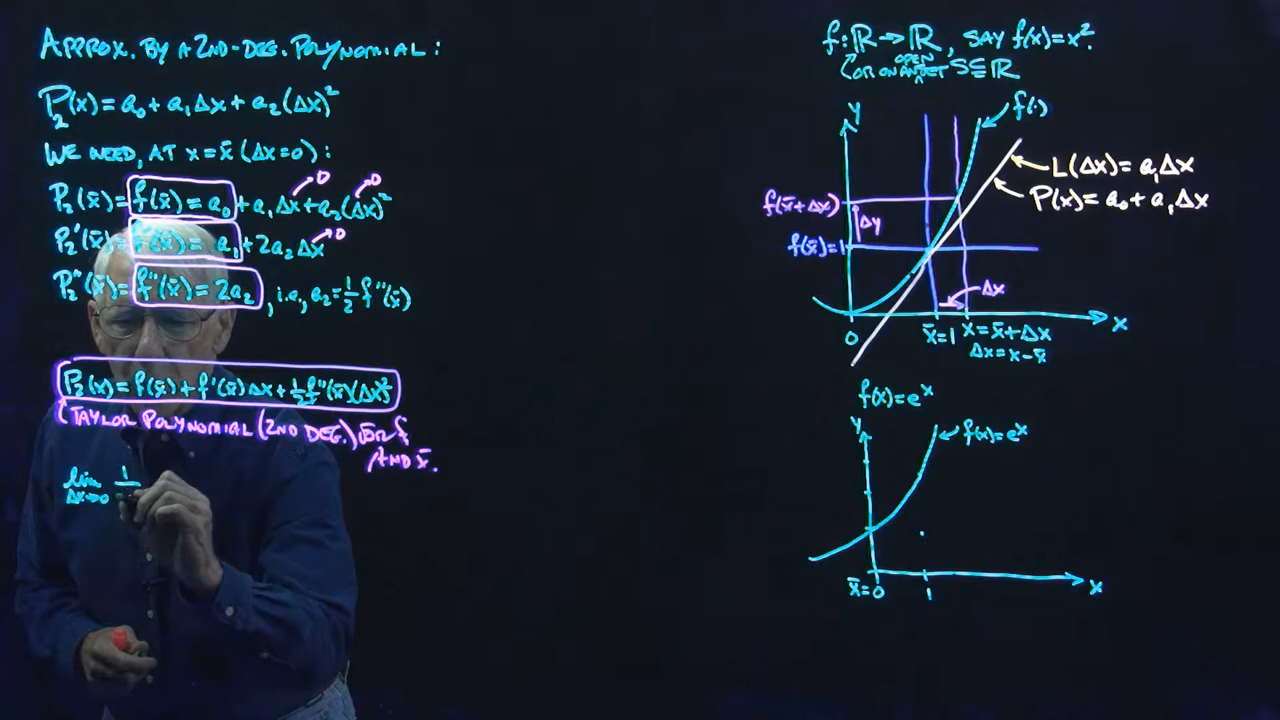 APPROX. BY A 2ND-DEG. POLYNOMIAL:
P₂(x) = a₀ + a₁Δx + a₂(Δx)²
WE NEED, AT x = x̄ (Δx=0):
P₂(x̄) = f(x̄) = a₀ + a₁Δx + a₂(Δx)²
0 0
P₂'(x̄) = f'(x̄) = a₁ + 2a₂Δx
0
P₂''(x̄) = f''(x̄) = 2a₂, i.e., a₂ = ½ f''(x̄)
P₂(x) = f(x̄) + f'(x̄)Δx + ½f''(x̄)(Δx)²
TAYLOR POLYNOMIAL (2ND DEG.) FOR f
AND x̄.
lim 1
Δx→0
f: ℝ → ℝ, SAY f(x) = x².
OPEN
OR ON AN SET S ⊆ ℝ
Y
f(·)
L(Δx) = a₁Δx
P(x) = a₀ + a₁Δx
f(x̄+Δx)
Δy
f(x̄)=1
Δx
0
x̄=1 x = x̄+Δx
x
Δx = x-x̄
f(x) = eˣ
Y
f(x) = eˣ
x̄=0
1
x